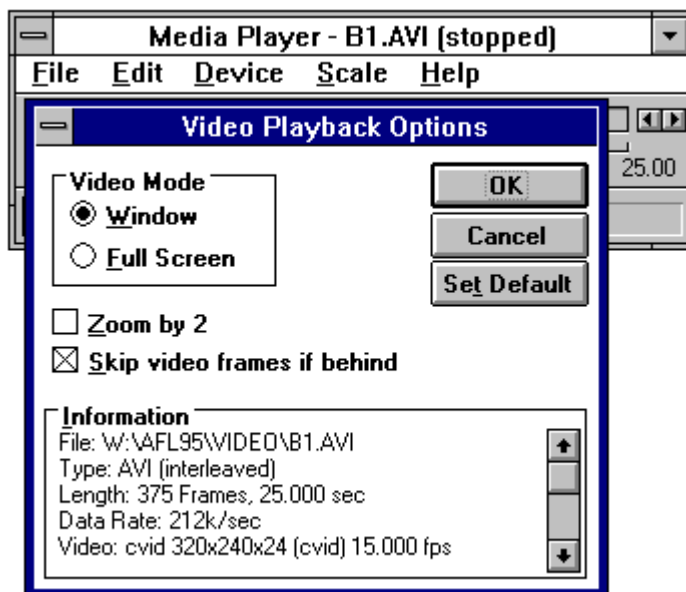 Media Player - B1.AVI (stopped)
File Edit Device Scale Help
Video Playback Options
25.00
Video Mode
Window
Full Screen
OK
Cancel
Set Default
Zoom by 2
Skip video frames if behind
Information
File: W:\AFL95\VIDEO\B1.AVI
Type: AVI (interleaved)
Length: 375 Frames, 25.000 sec
Data Rate: 212k/sec
Video: cvid 320x240x24 (cvid) 15.000 fps